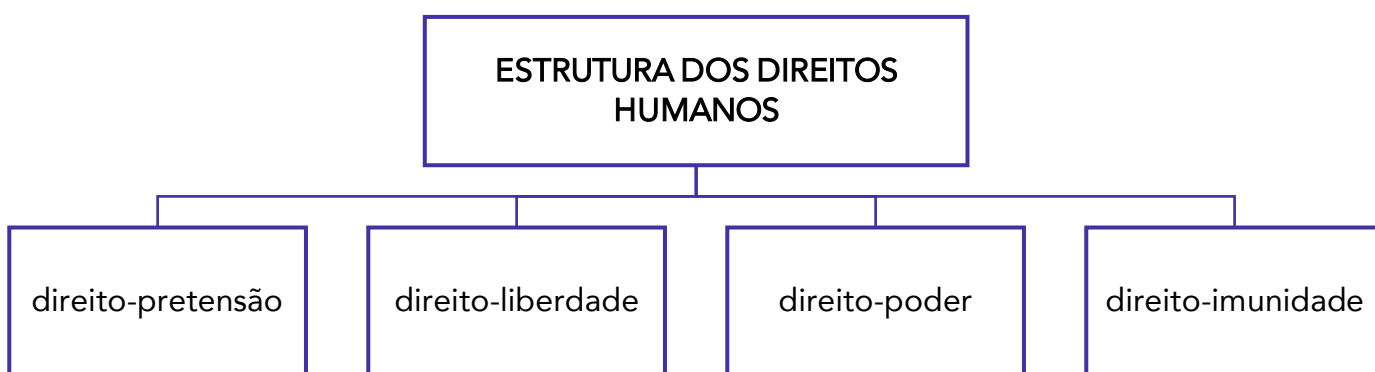 ESTRUTURA DOS DIREITOS
HUMANOS
direito-pretensão
direito-liberdade
direito-poder
direito-imunidade